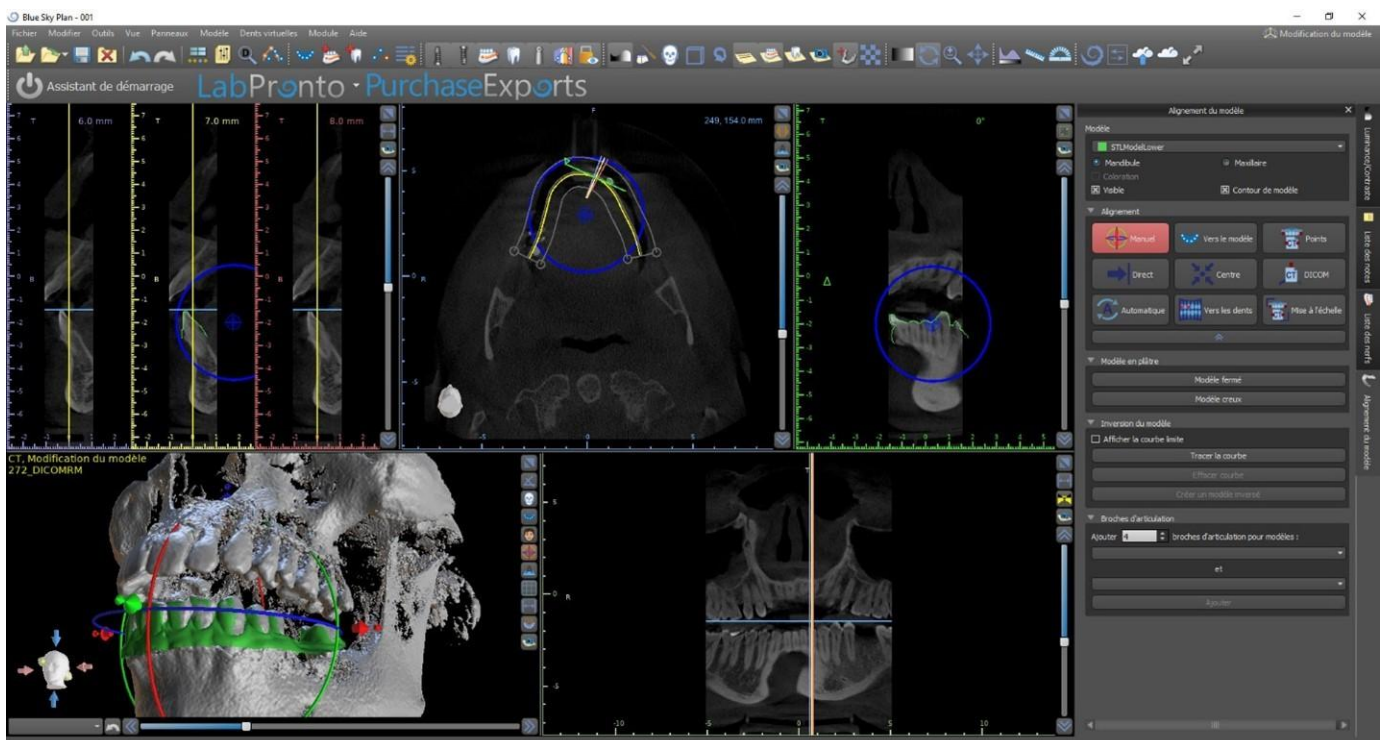 Blue Sky Plan - 001
Fichier Modifier Outils Vue Panneaux Modèle Dents virtuelles Module Aide
Modification du modèle
Assistant de démarrage LabPronto PurchaseExports
T 6.0 mm T 7.0 mm T 8.0 mm
F 249, 154.0 mm
T 0°
R R R
R
CT, Modification du modèle
272_DICOMRM
T
R
Alignement du modèle
Modèle
STLModelLower
Mandibule Maxillaire
Coloration
Visible Contour de modèle
Alignement
Manuel Vers le modèle Points
Direct Centre DICOM
Automatique Vers les dents Mise à l'échelle
Modèle en plâtre
Modèle fermé
Modèle creux
Inversion du modèle
Afficher la courbe limite
Tracer la courbe
Effacer courbe
Créer un modèle inversé
Broches d'articulation
Ajouter 4 broches d'articulation pour modèles :
et
Ajouter
Luminance/Contraste
Liste des notes
Liste des nerfs
Alignement du modèle